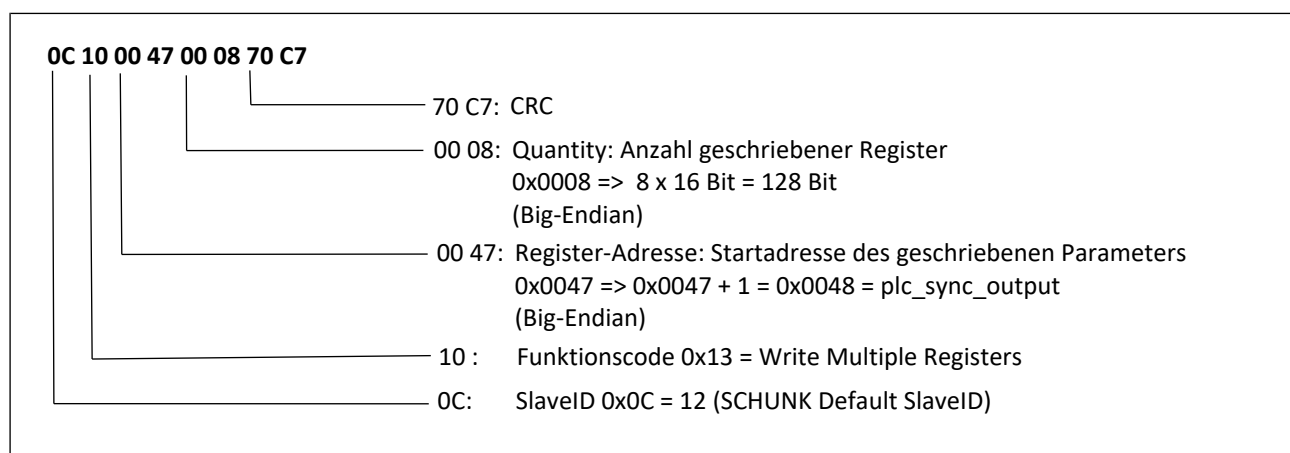 0C 10 00 47 00 08 70 C7
70 C7: CRC
00 08: Quantity: Anzahl geschriebener Register
0x0008 => 8 x 16 Bit = 128 Bit
(Big-Endian)
00 47: Register-Adresse: Startadresse des geschriebenen Parameters
0x0047 => 0x0047 + 1 = 0x0048 = plc_sync_output
(Big-Endian)
10 : Funktionscode 0x13 = Write Multiple Registers
0C: SlaveID 0x0C = 12 (SCHUNK Default SlaveID)